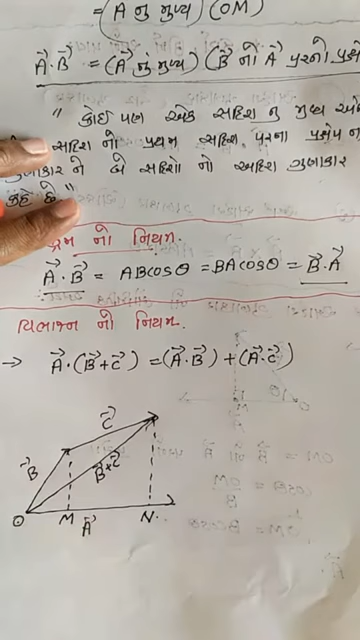 = (A નું મુલ્ય) (OM)
A⃗·B⃗ = (A⃗ નું મુલ્ય) (B⃗ નો A⃗ પરનો પ્રક્ષે
" કોઈ પણ એક સદિશ નું મુલ્ય અને
સદિશ નો પ્રથમ સદિશ પરના પ્રક્ષેપ ના
ગુણાકાર ને બે સદિશો નો અદિશ ગુણાકાર
કહે છે "
ક્રમ નો નિયમ.
A⃗·B⃗ = ABcosθ = BAcosθ = B⃗·A⃗
વિભાજન નો નિયમ.
→ A⃗·(B⃗+C⃗) = (A⃗·B⃗) + (A⃗·C⃗)
C⃗
B⃗
B⃗+C⃗
O M N.
A⃗